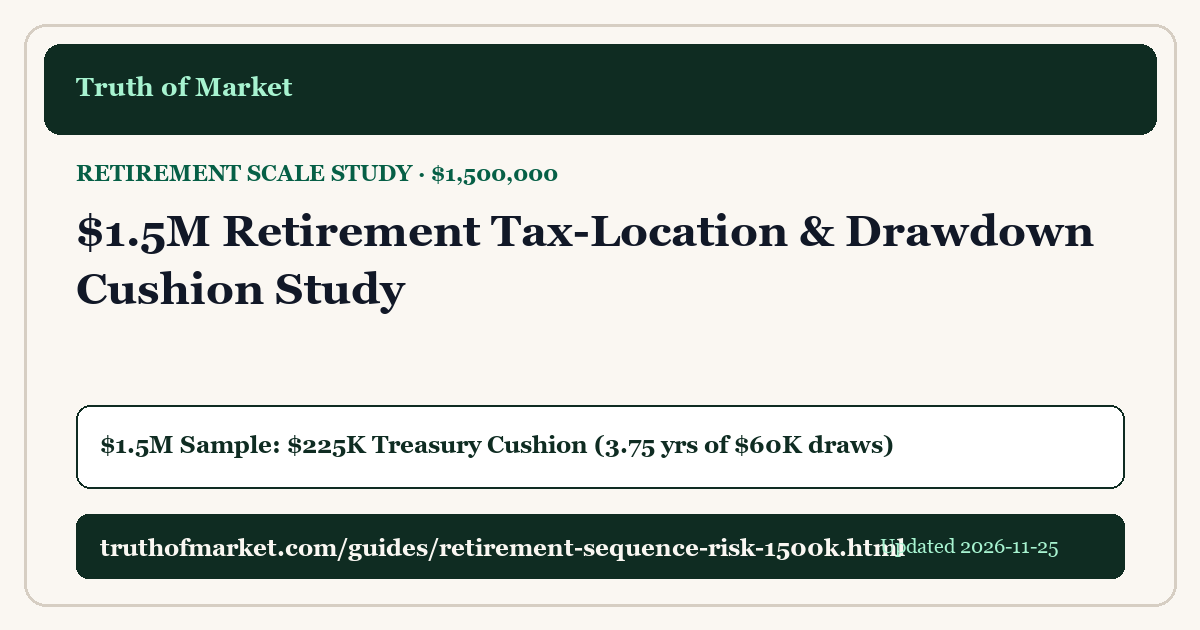 Truth of Market
RETIREMENT SCALE STUDY · $1,500,000
$1.5M Retirement Tax-Location & Drawdown
Cushion Study
$1.5M Sample: $225K Treasury Cushion (3.75 yrs of $60K draws)
truthofmarket.com/guides/retirement-sequence-risk-1500k.html Updated 2026-11-25